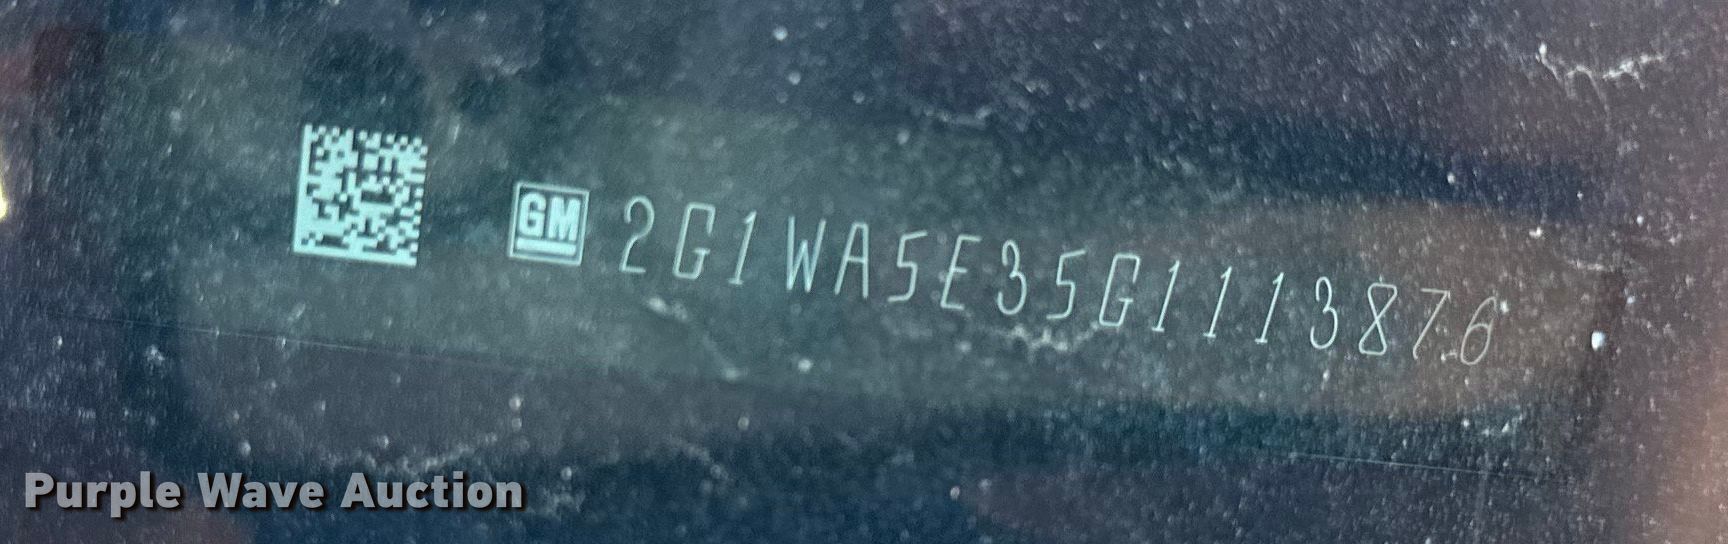 GM 2G1WA5E35G1113876
Purple Wave Auction